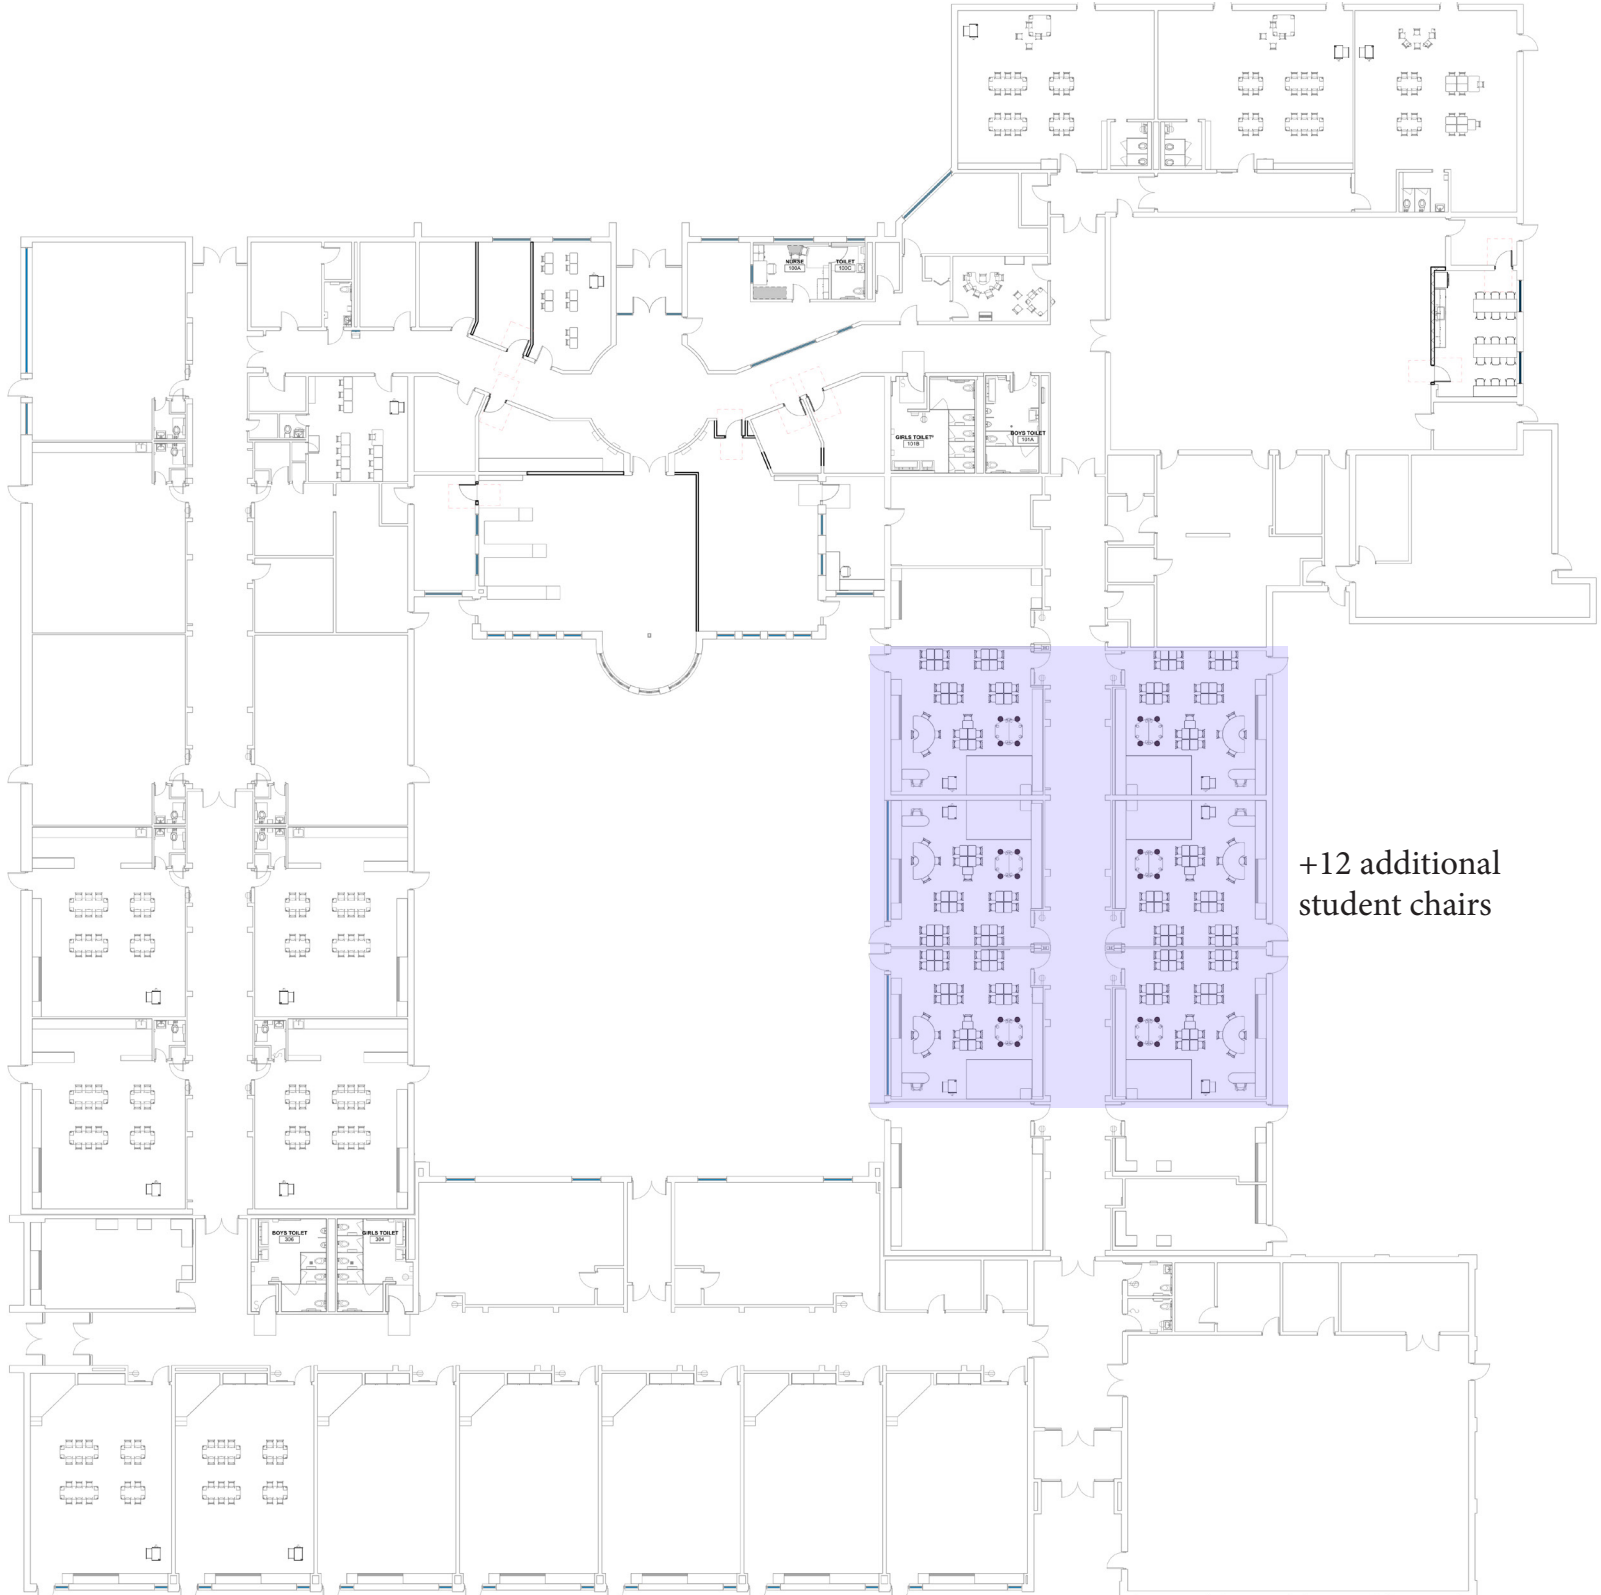 NURSE
100A
TOILET
100C
GIRLS TOILET
101B
BOYS TOILET
101A
+12 additional
student chairs
BOYS TOILET
306
GIRLS TOILET
304